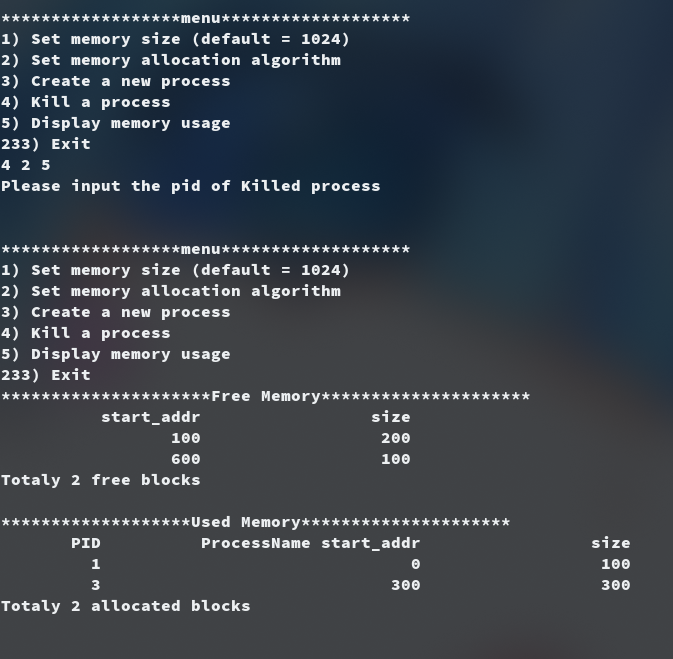 ******************menu*******************
1) Set memory size (default = 1024)
2) Set memory allocation algorithm
3) Create a new process
4) Kill a process
5) Display memory usage
233) Exit
4 2 5
Please input the pid of Killed process
******************menu*******************
1) Set memory size (default = 1024)
2) Set memory allocation algorithm
3) Create a new process
4) Kill a process
5) Display memory usage
233) Exit
*********************Free Memory*********************
start_addr size
100 200
600 100
Totaly 2 free blocks
*******************Used Memory*********************
PID ProcessName start_addr size
1 0 100
3 300 300
Totaly 2 allocated blocks